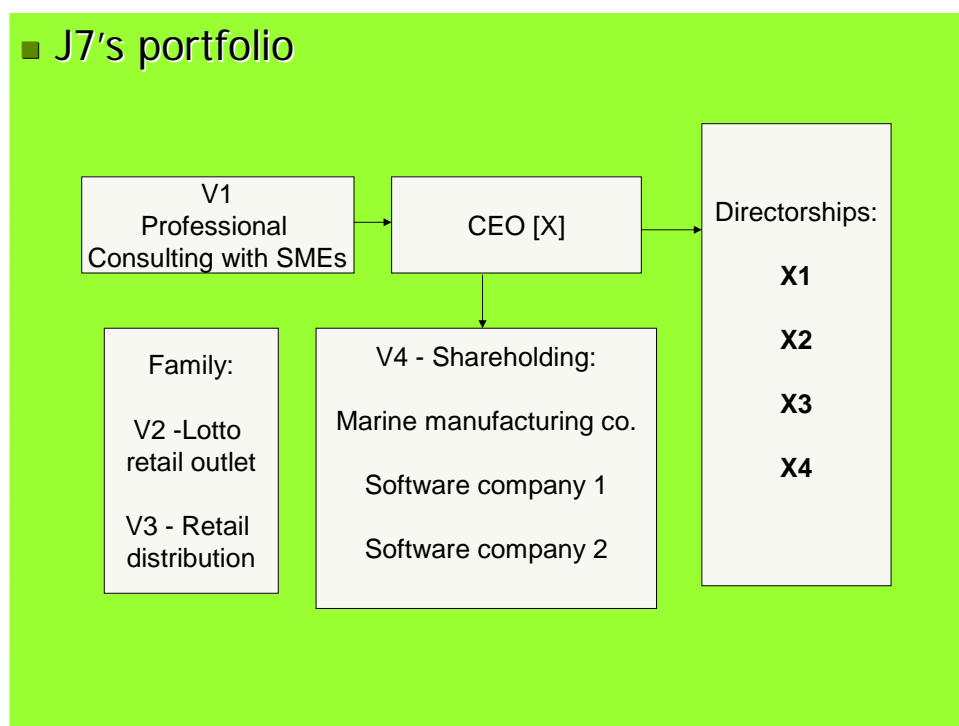 J7's portfolio
V1
Professional
Consulting with SMEs
CEO [X]
Directorships:
X1
X2
X3
X4
Family:
V2 -Lotto
retail outlet
V3 - Retail
distribution
V4 - Shareholding:
Marine manufacturing co.
Software company 1
Software company 2